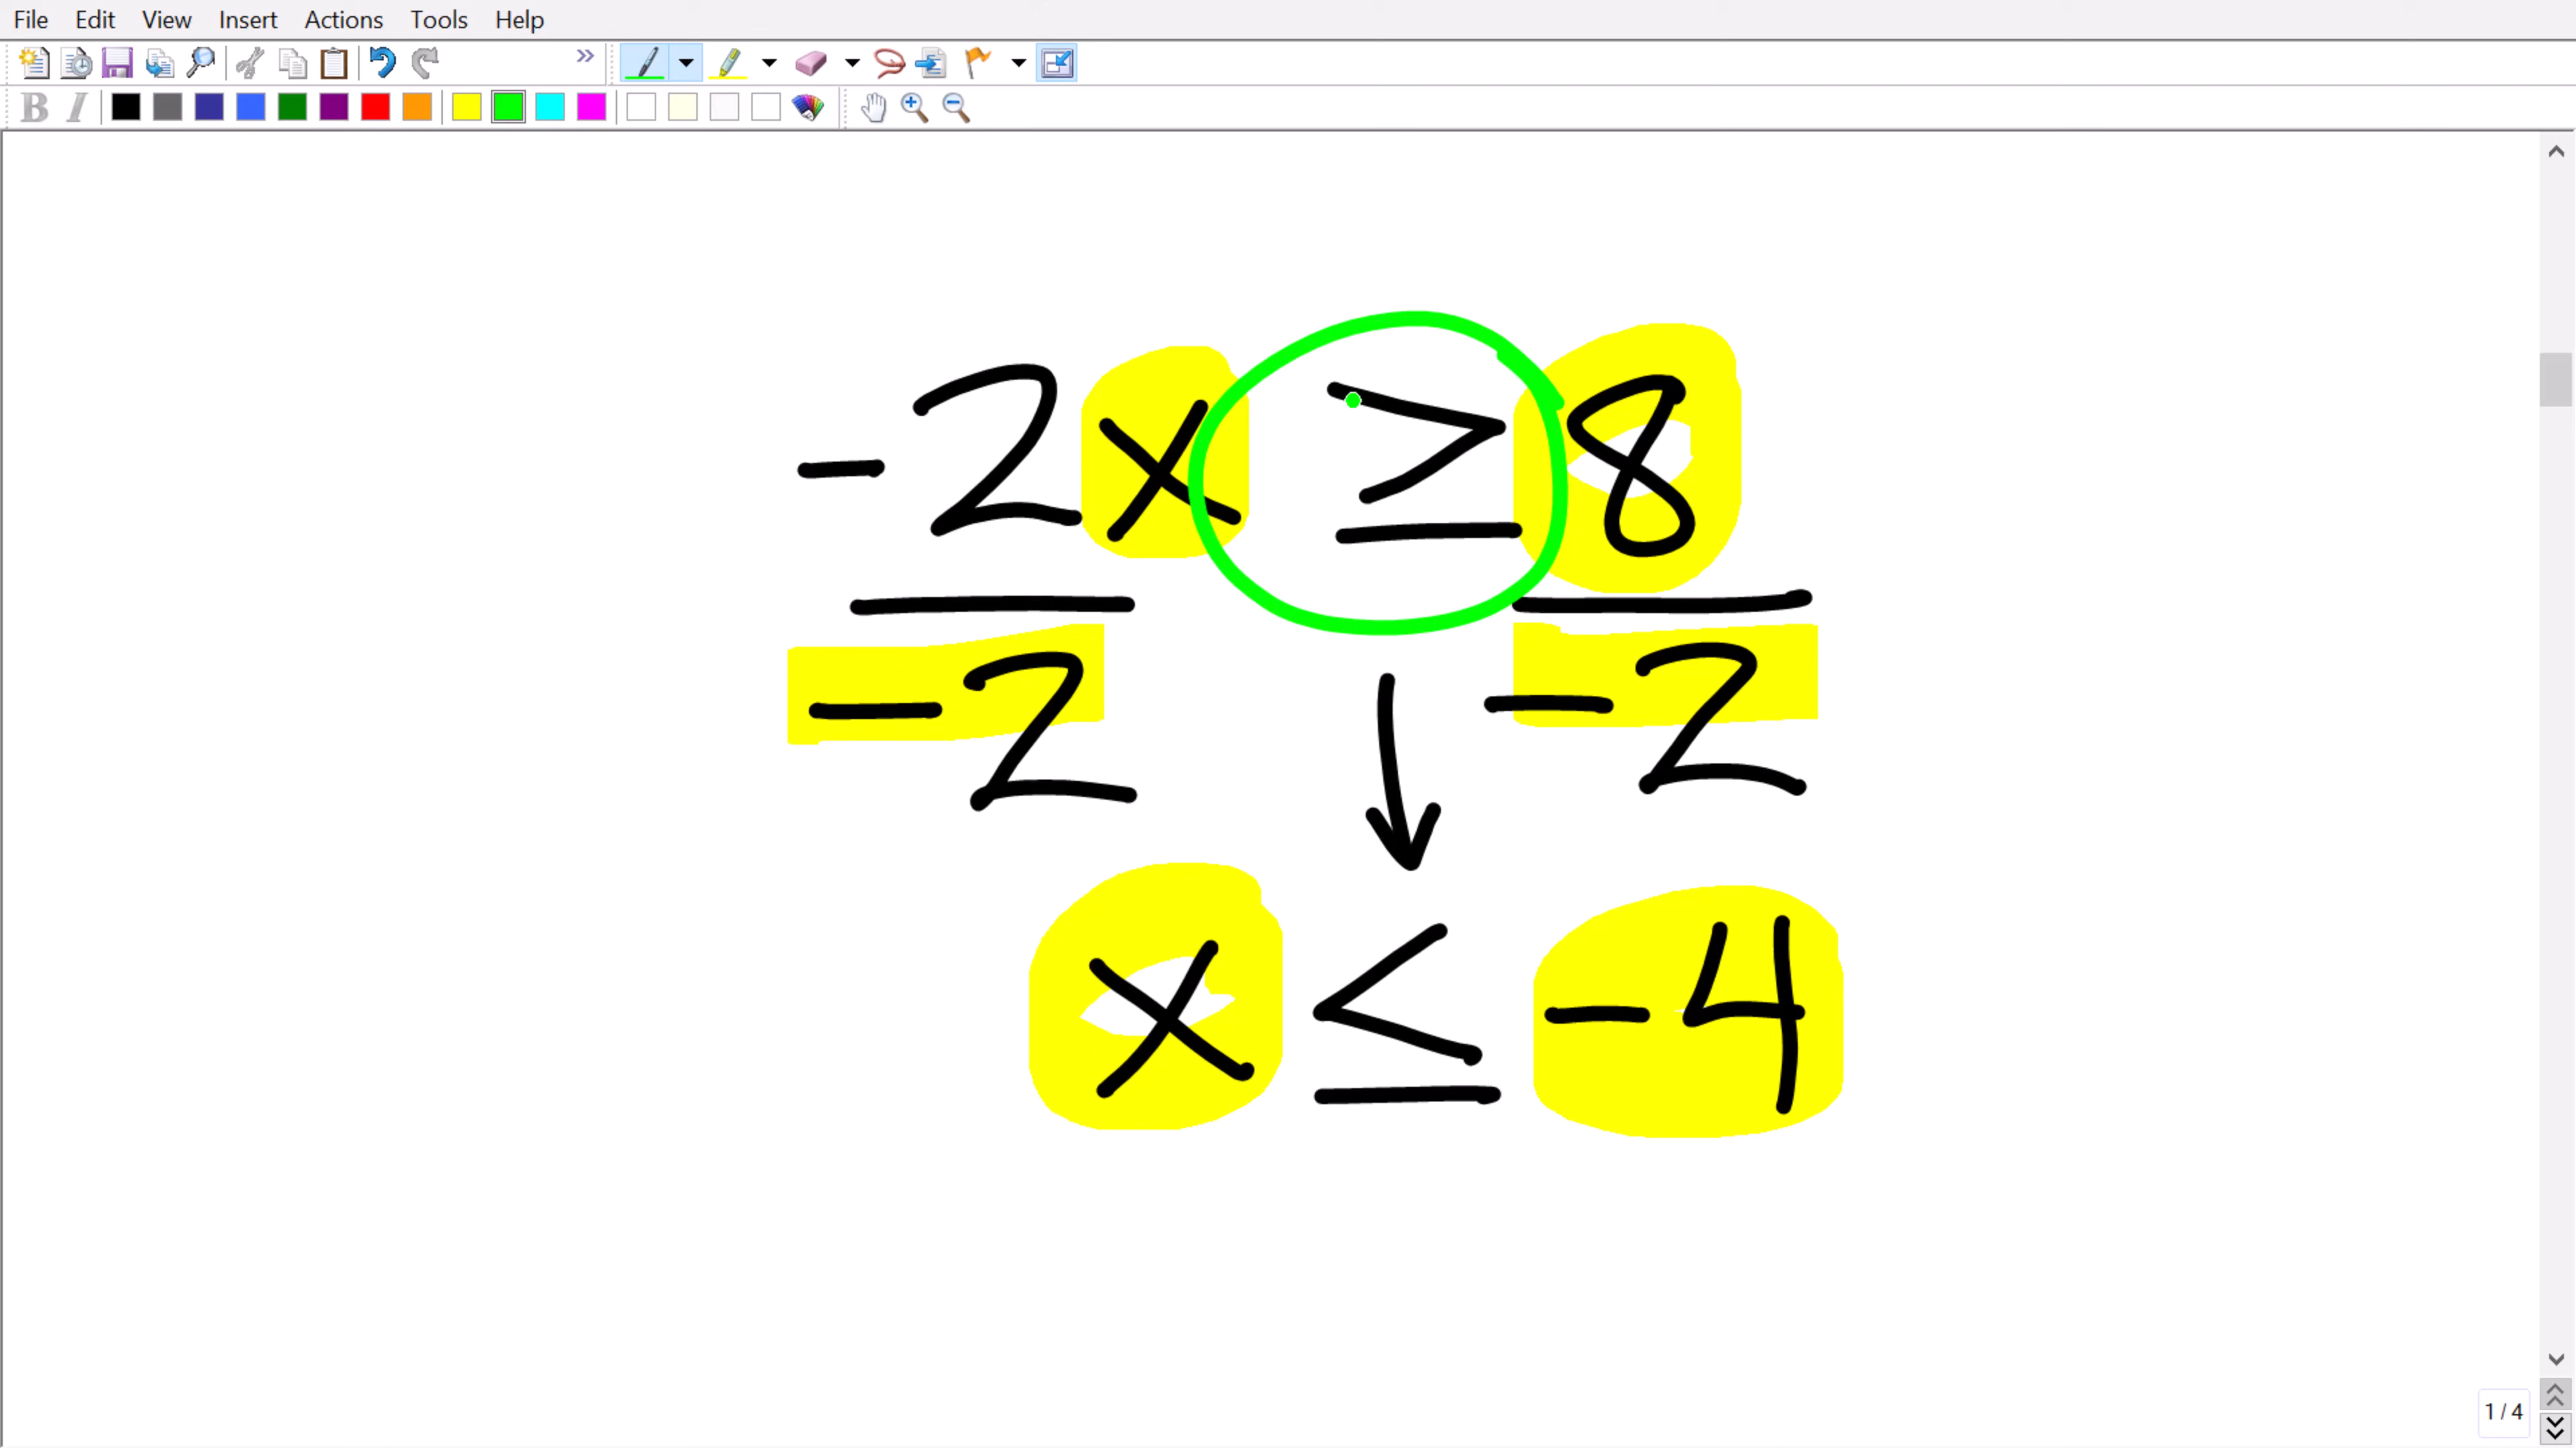 File Edit View Insert Actions Tools Help
B I
-2x ≥ 8
-2 -2
x ≤ -4
1 / 4